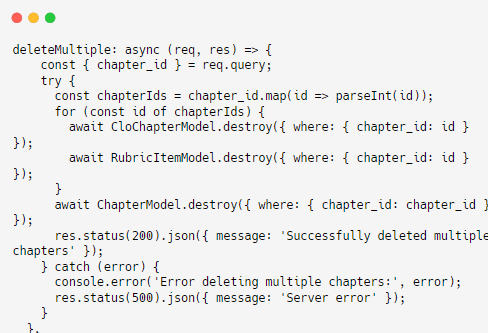 deleteMultiple: async (req, res) => {
    const { chapter_id } = req.query;
    try {
      const chapterIds = chapter_id.map(id => parseInt(id));
      for (const id of chapterIds) {
        await CloChapterModel.destroy({ where: { chapter_id: id }
});
        await RubricItemModel.destroy({ where: { chapter_id: id }
});
      }
      await ChapterModel.destroy({ where: { chapter_id: chapter_id }
});
      res.status(200).json({ message: 'Successfully deleted multiple
chapters' });
    } catch (error) {
      console.error('Error deleting multiple chapters:', error);
      res.status(500).json({ message: 'Server error' });
    }
  },